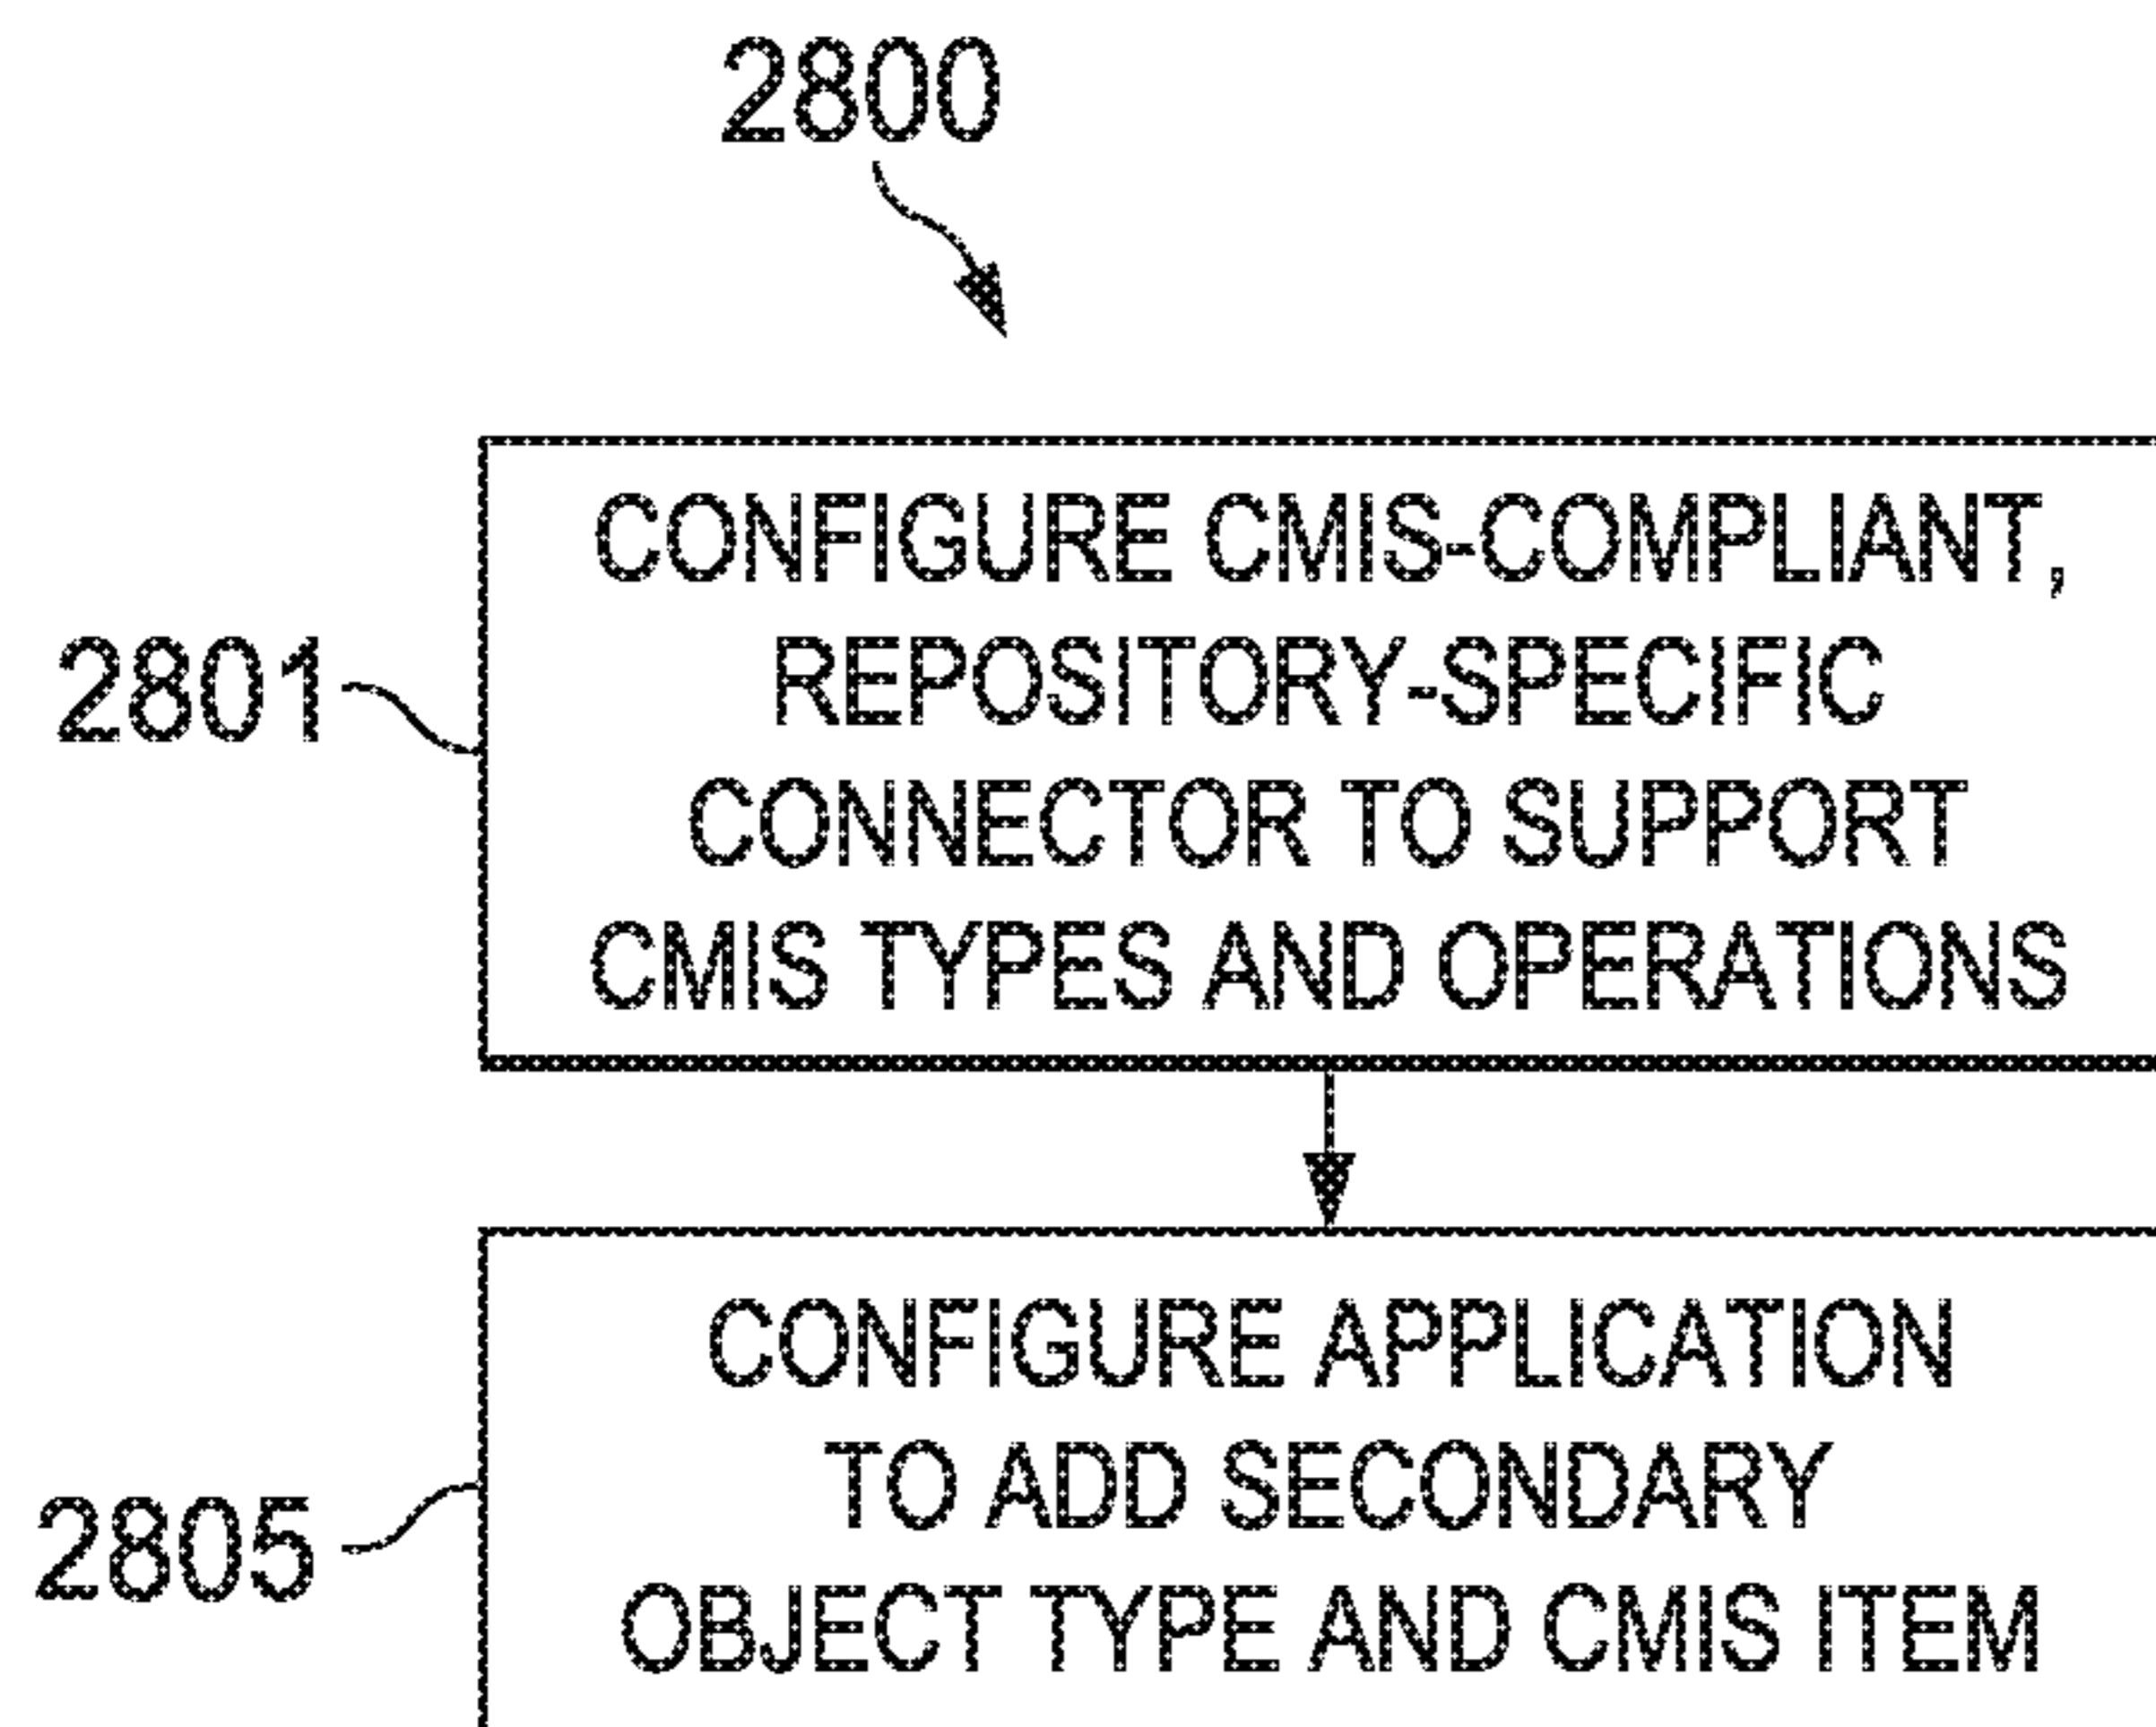 2800
CONFIGURE CMIS-COMPLIANT,
REPOSITORY-SPECIFIC
2801
CONNECTOR TO SUPPORT
CMIS TYPES AND OPERATIONS
CONFIGURE APPLICATION
TO ADD SECONDARY
2805
OBJECT TYPE AND CMIS ITEM